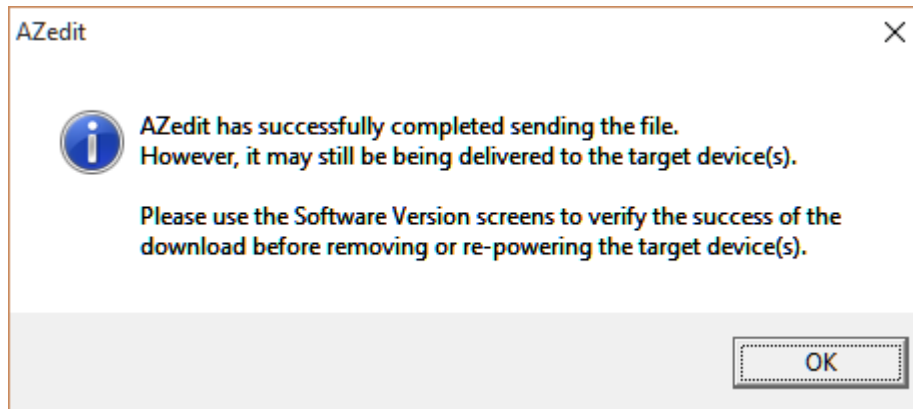 AZedit
AZedit has successfully completed sending the file.
However, it may still be being delivered to the target device(s).
Please use the Software Version screens to verify the success of the
download before removing or re-powering the target device(s).
OK